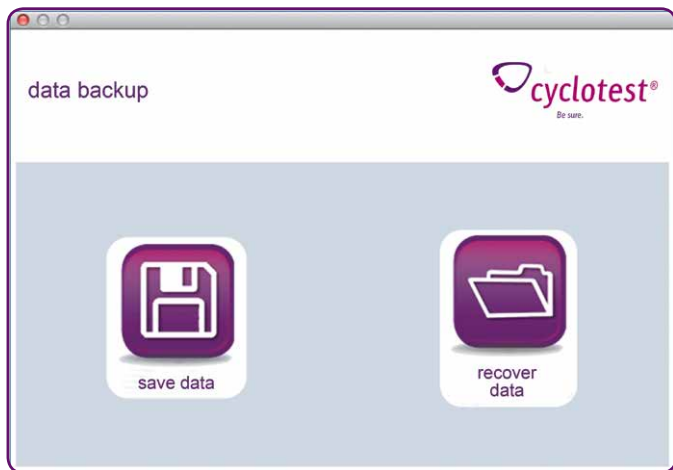 data backup
cyclotest®
Be sure.
save data
recover
data